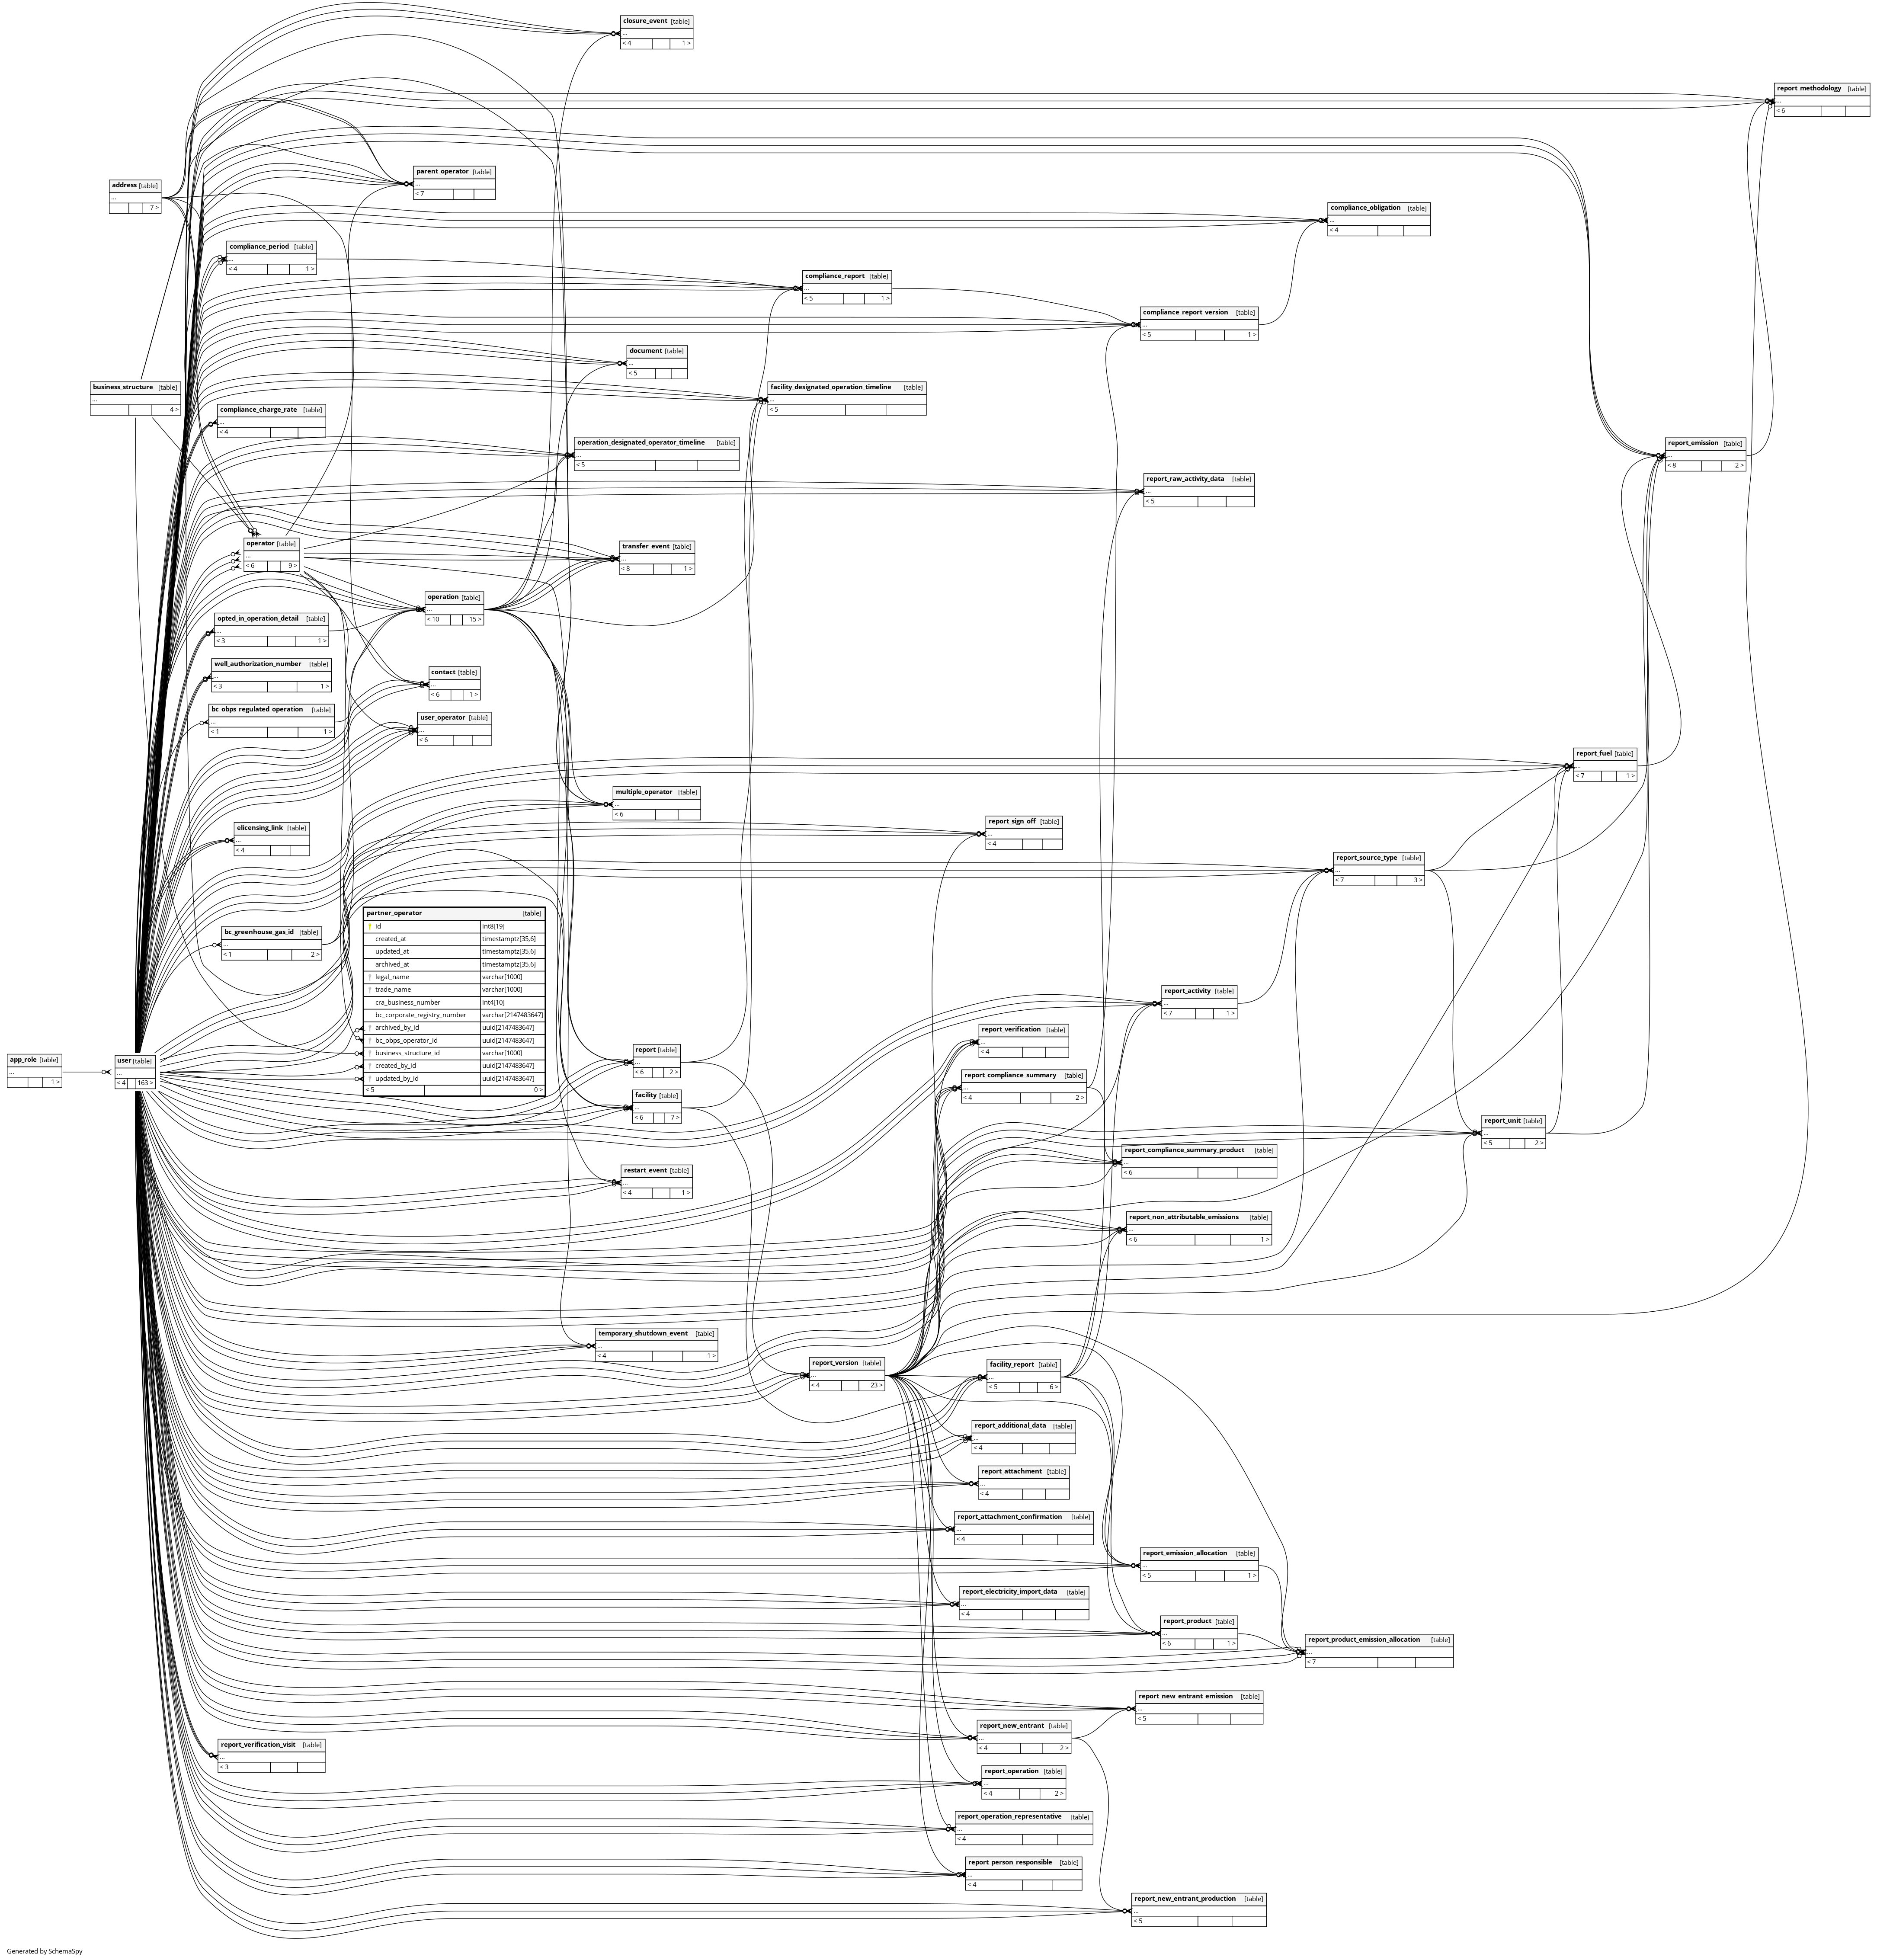 closure_event [table]
...
< 4 1 >
report_methodology [table]
...
< 6
parent_operator [table]
...
< 7
address [table]
...
7 >
compliance_obligation [table]
...
< 4
compliance_period [table]
...
< 4 1 >
compliance_report [table]
...
< 5 1 >
compliance_report_version [table]
...
< 5 1 >
document [table]
...
< 5
business_structure [table]
...
4 >
facility_designated_operation_timeline [table]
...
< 5
compliance_charge_rate [table]
...
< 4
operation_designated_operator_timeline [table]
...
< 5
report_emission [table]
...
< 8 2 >
report_raw_activity_data [table]
...
< 5
operator [table]
...
< 6 9 >
transfer_event [table]
...
< 8 1 >
operation [table]
...
< 10 15 >
opted_in_operation_detail [table]
...
< 3 1 >
well_authorization_number [table]
...
< 3 1 >
contact [table]
...
< 6 1 >
bc_obps_regulated_operation [table]
...
< 1 1 >
user_operator [table]
...
< 6
report_fuel [table]
...
< 7 1 >
multiple_operator [table]
...
< 6
elicensing_link [table]
...
< 4
report_sign_off [table]
...
< 4
report_source_type [table]
...
< 7 3 >
bc_greenhouse_gas_id [table]
...
< 1 2 >
partner_operator [table]
id int8[19]
created_at timestamptz[35,6]
updated_at timestamptz[35,6]
archived_at timestamptz[35,6]
legal_name varchar[1000]
trade_name varchar[1000]
cra_business_number int4[10]
bc_corporate_registry_number varchar[2147483647]
archived_by_id uuid[2147483647]
bc_obps_operator_id uuid[2147483647]
business_structure_id varchar[1000]
created_by_id uuid[2147483647]
updated_by_id uuid[2147483647]
< 5 0 >
report_activity [table]
...
< 7 1 >
report_verification [table]
...
< 4
report [table]
...
< 6 2 >
app_role [table]
...
1 >
user [table]
...
< 4 163 >
report_compliance_summary [table]
...
< 4 2 >
facility [table]
...
< 6 7 >
report_unit [table]
...
< 5 2 >
report_compliance_summary_product [table]
...
< 6
restart_event [table]
...
< 4 1 >
report_non_attributable_emissions [table]
...
< 6 1 >
temporary_shutdown_event [table]
...
< 4 1 >
report_version [table]
...
< 4 23 >
facility_report [table]
...
< 5 6 >
report_additional_data [table]
...
< 4
report_attachment [table]
...
< 4
report_attachment_confirmation [table]
...
< 4
report_emission_allocation [table]
...
< 5 1 >
report_electricity_import_data [table]
...
< 4
report_product [table]
...
< 6 1 >
report_product_emission_allocation [table]
...
< 7
report_new_entrant_emission [table]
...
< 5
report_new_entrant [table]
...
< 4 2 >
report_verification_visit [table]
...
< 3
report_operation [table]
...
< 4 2 >
report_operation_representative [table]
...
< 4
report_person_responsible [table]
...
< 4
report_new_entrant_production [table]
...
< 5
Generated by SchemaSpy